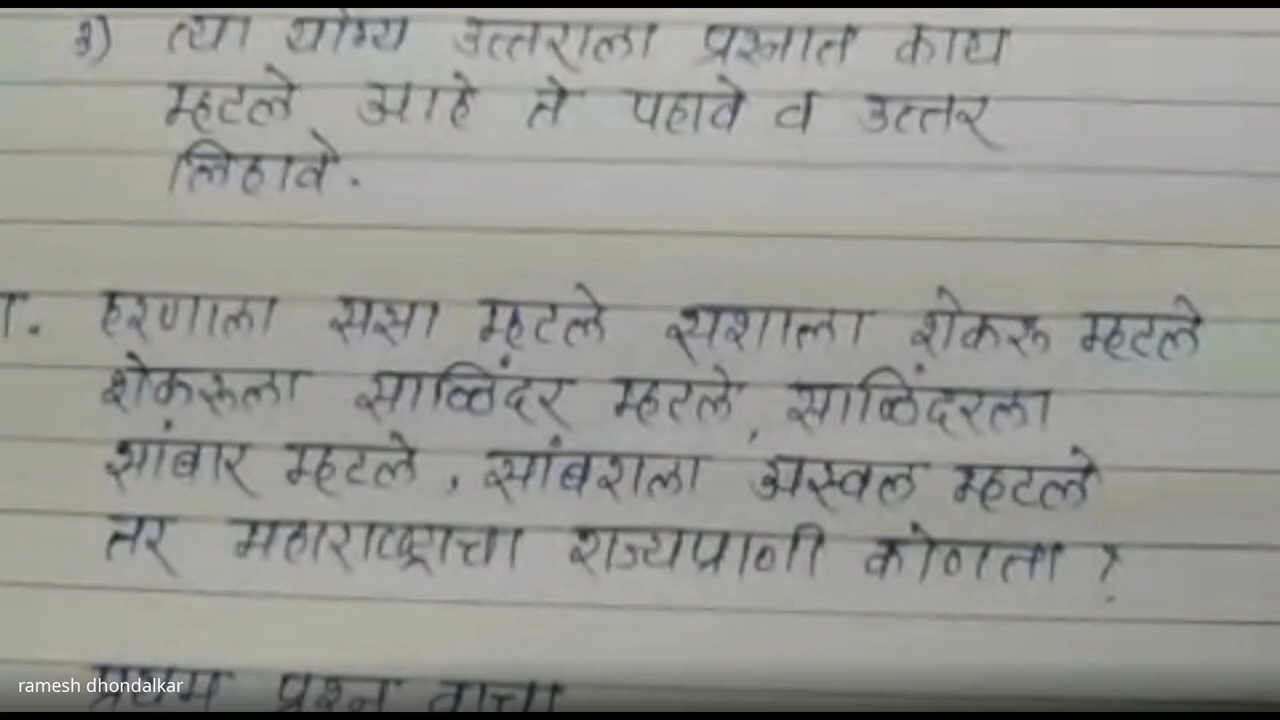 ३) त्या योग्य उत्तराला प्रश्नात काय
म्हटले आहे ते पहावे व उत्तर
लिहावे.
हरणाला ससा म्हटले सशाला शेकरू म्हटले
शेकरूला साळिंदर म्हटले, साळिंदरला
सांबार म्हटले, सांबराला अस्वल म्हटले
तर महाराष्ट्राचा राज्यप्राणी कोणता ?
प्रथम प्रश्न वाचा
ramesh dhondalkar